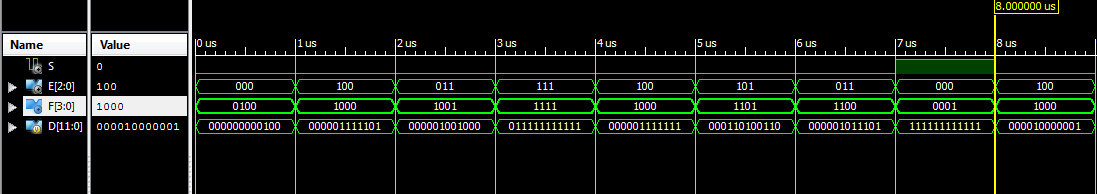 8.000000 us
Name Value 0 us 1 us 2 us 3 us 4 us 5 us 6 us 7 us 8 us
S 0
E[2:0] 100 000 100 011 111 100 101 011 000 100
F[3:0] 1000 0100 1000 1001 1111 1000 1101 1100 0001 1000
D[11:0] 000010000001 000000000100 000001111101 000001001000 011111111111 000001111111 000110100110 000001011101 111111111111 000010000001